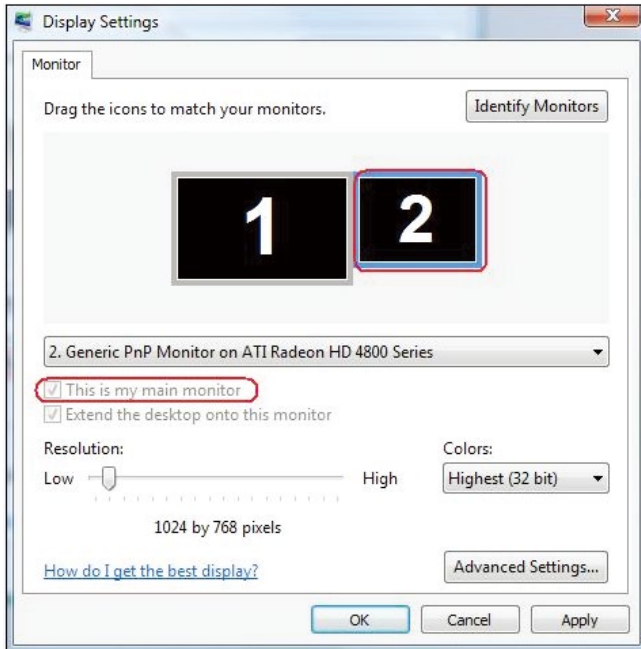 Display Settings
Monitor
Drag the icons to match your monitors.
Identify Monitors
1
2
2. Generic PnP Monitor on ATI Radeon HD 4800 Series
This is my main monitor
Extend the desktop onto this monitor
Resolution:
Colors:
Low
High
Highest (32 bit)
1024 by 768 pixels
How do I get the best display?
Advanced Settings...
OK
Cancel
Apply